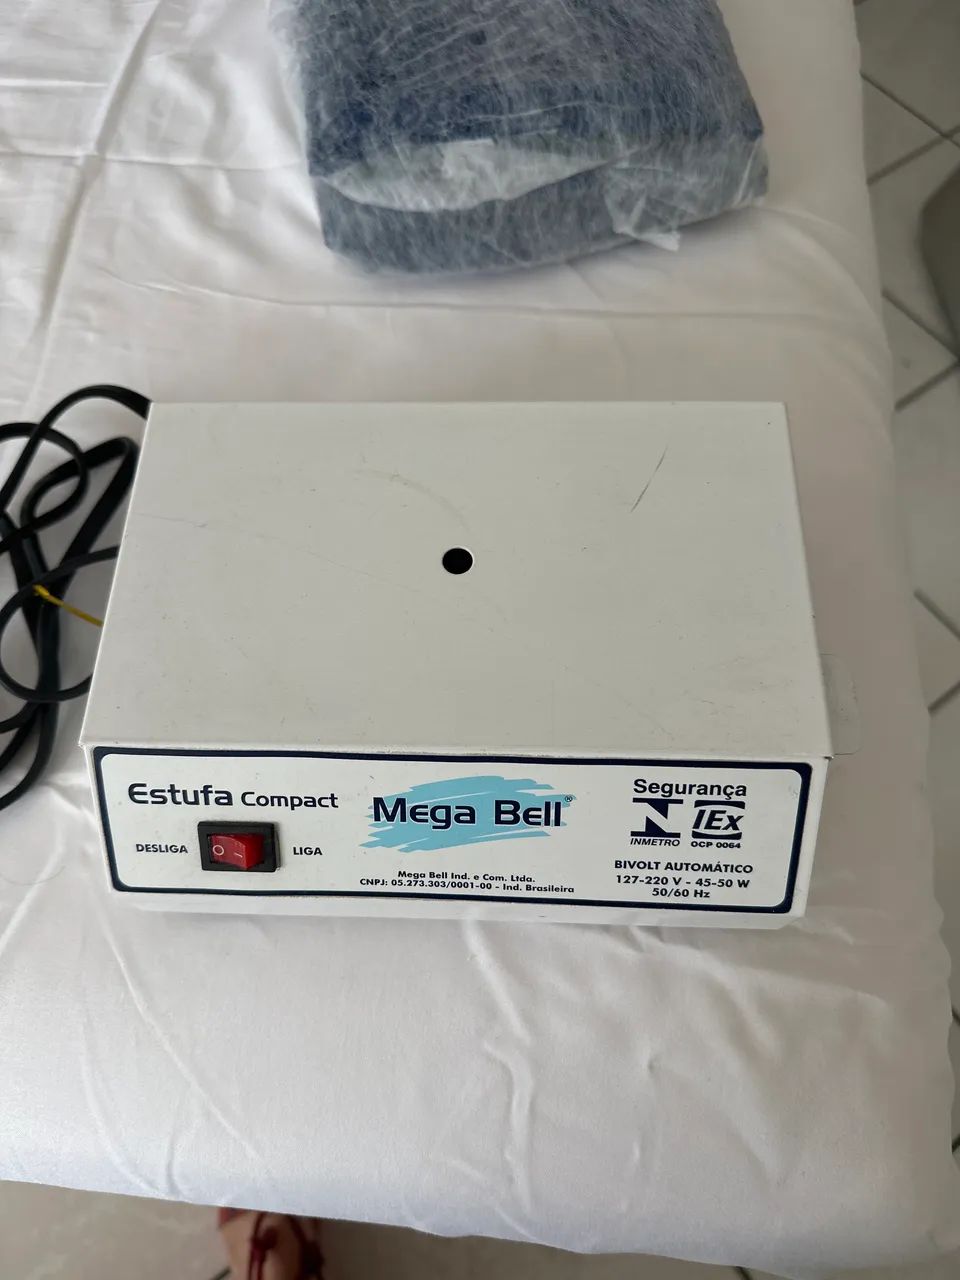 Estufa Compact
DESLIGA
O
I
LIGA
Mega Bell®
Mega Bell Ind. e Com. Ltda.
CNPJ: 05.273.303/0001-00 - Ind. Brasileira
Segurança
INMETRO
IEx
OCP 0064
BIVOLT AUTOMÁTICO
127-220 V - 45-50 W
50/60 Hz